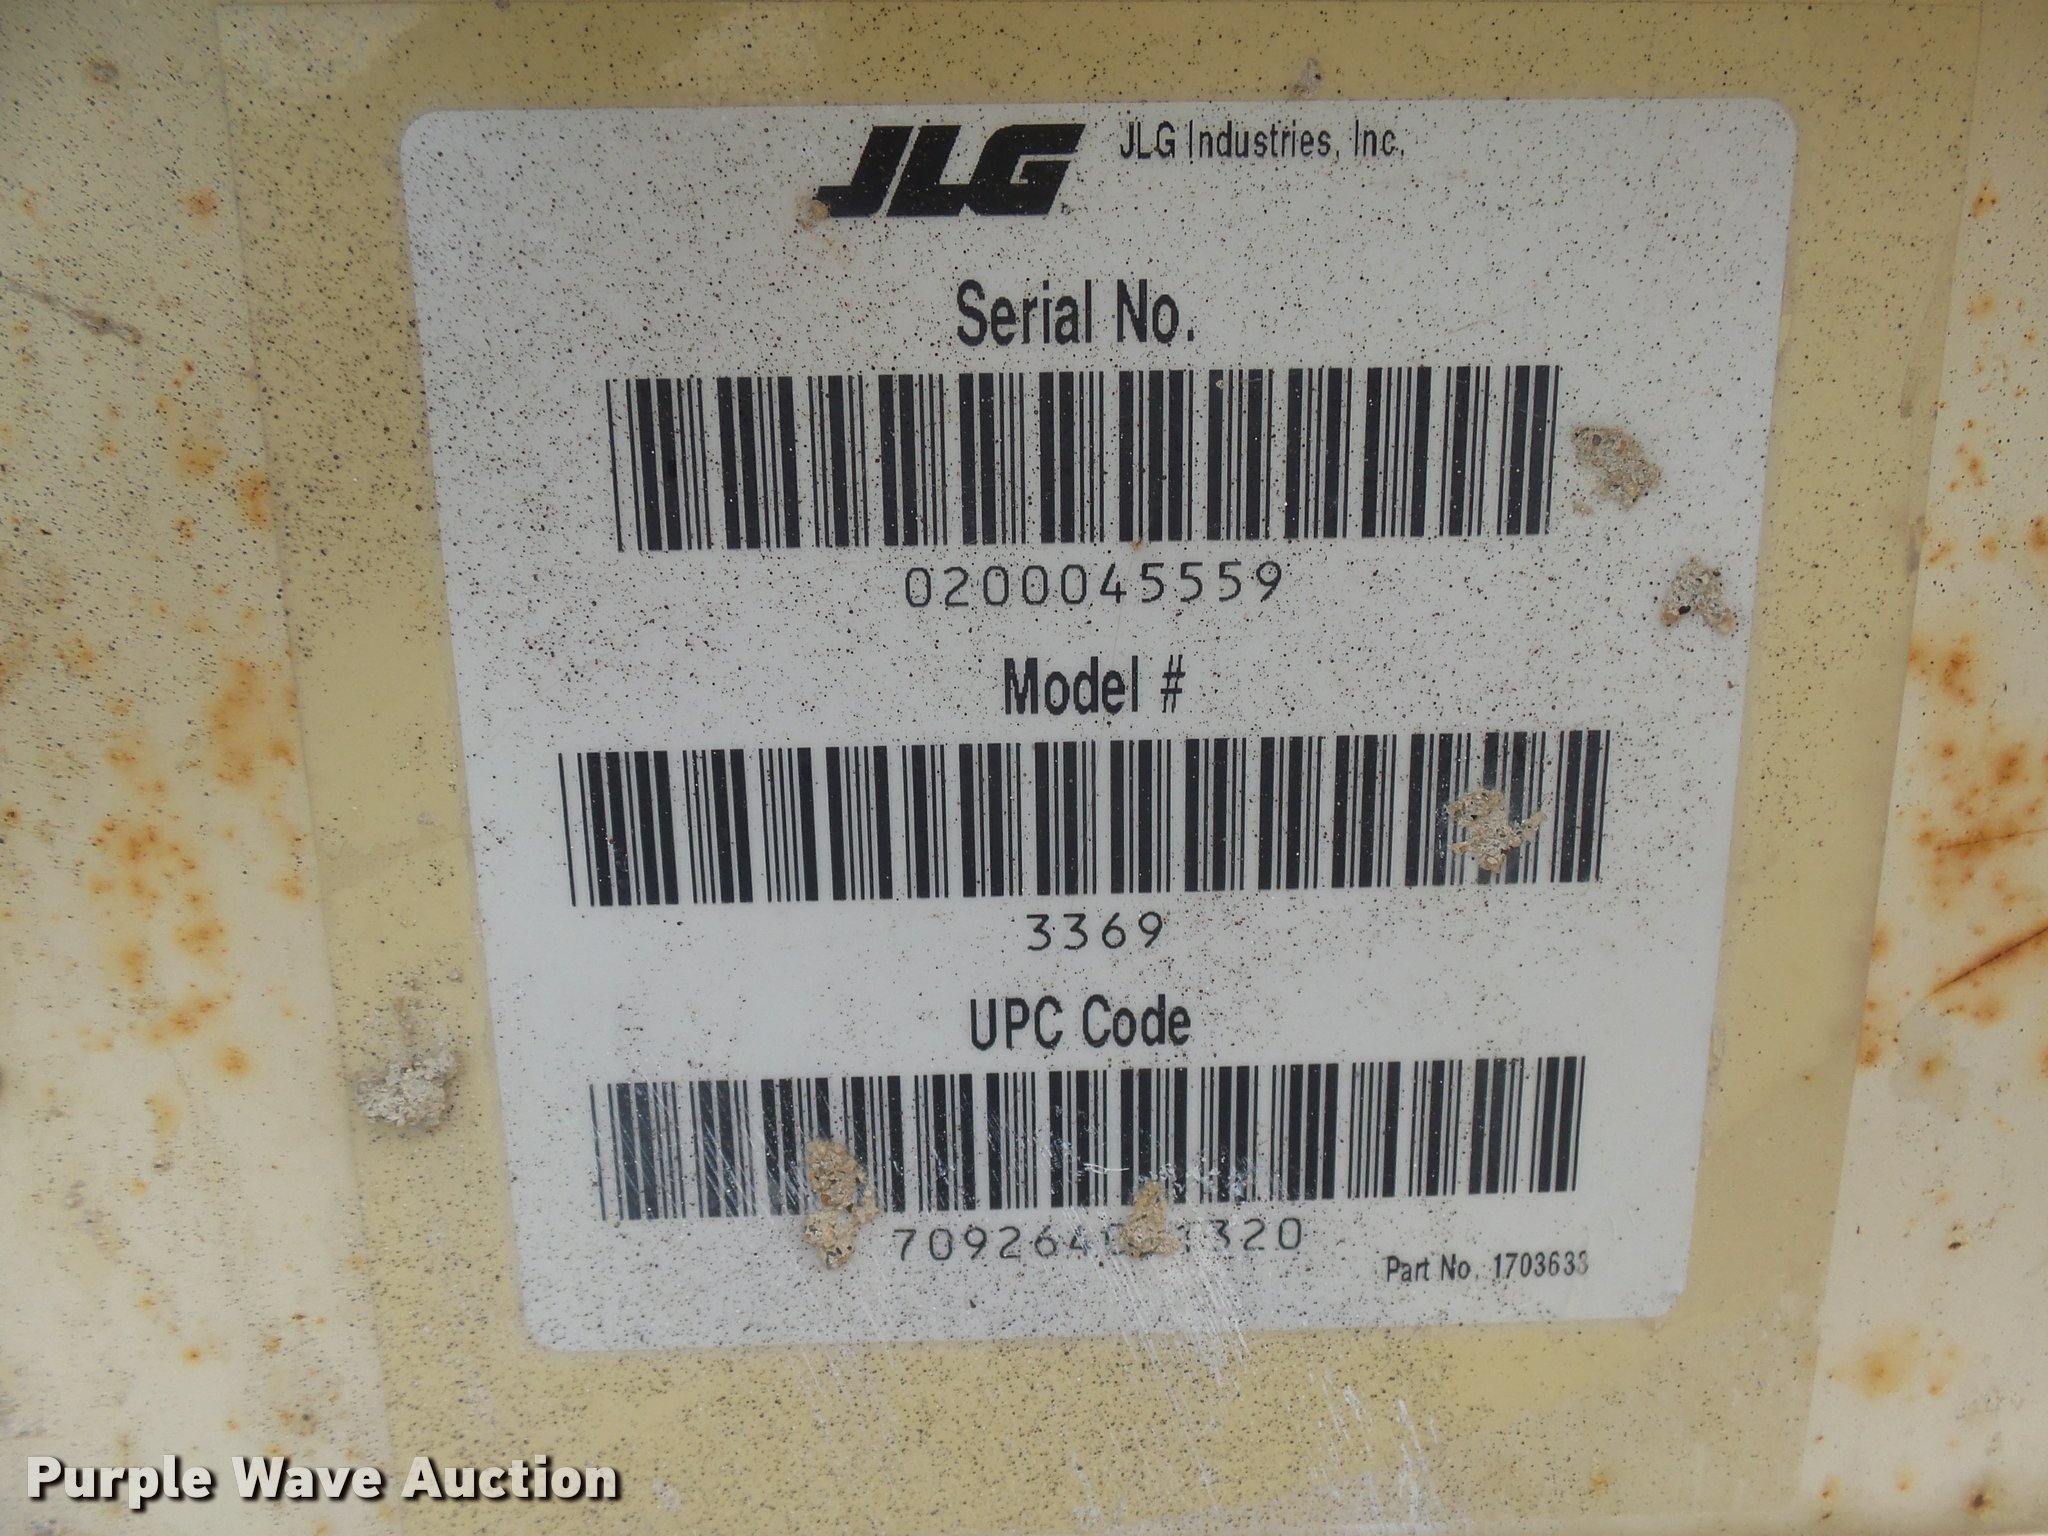 JLG JLG Industries, Inc.
Serial No.
0200045559
Model #
3369
UPC Code
Part No. 1703633
Purple Wave Auction